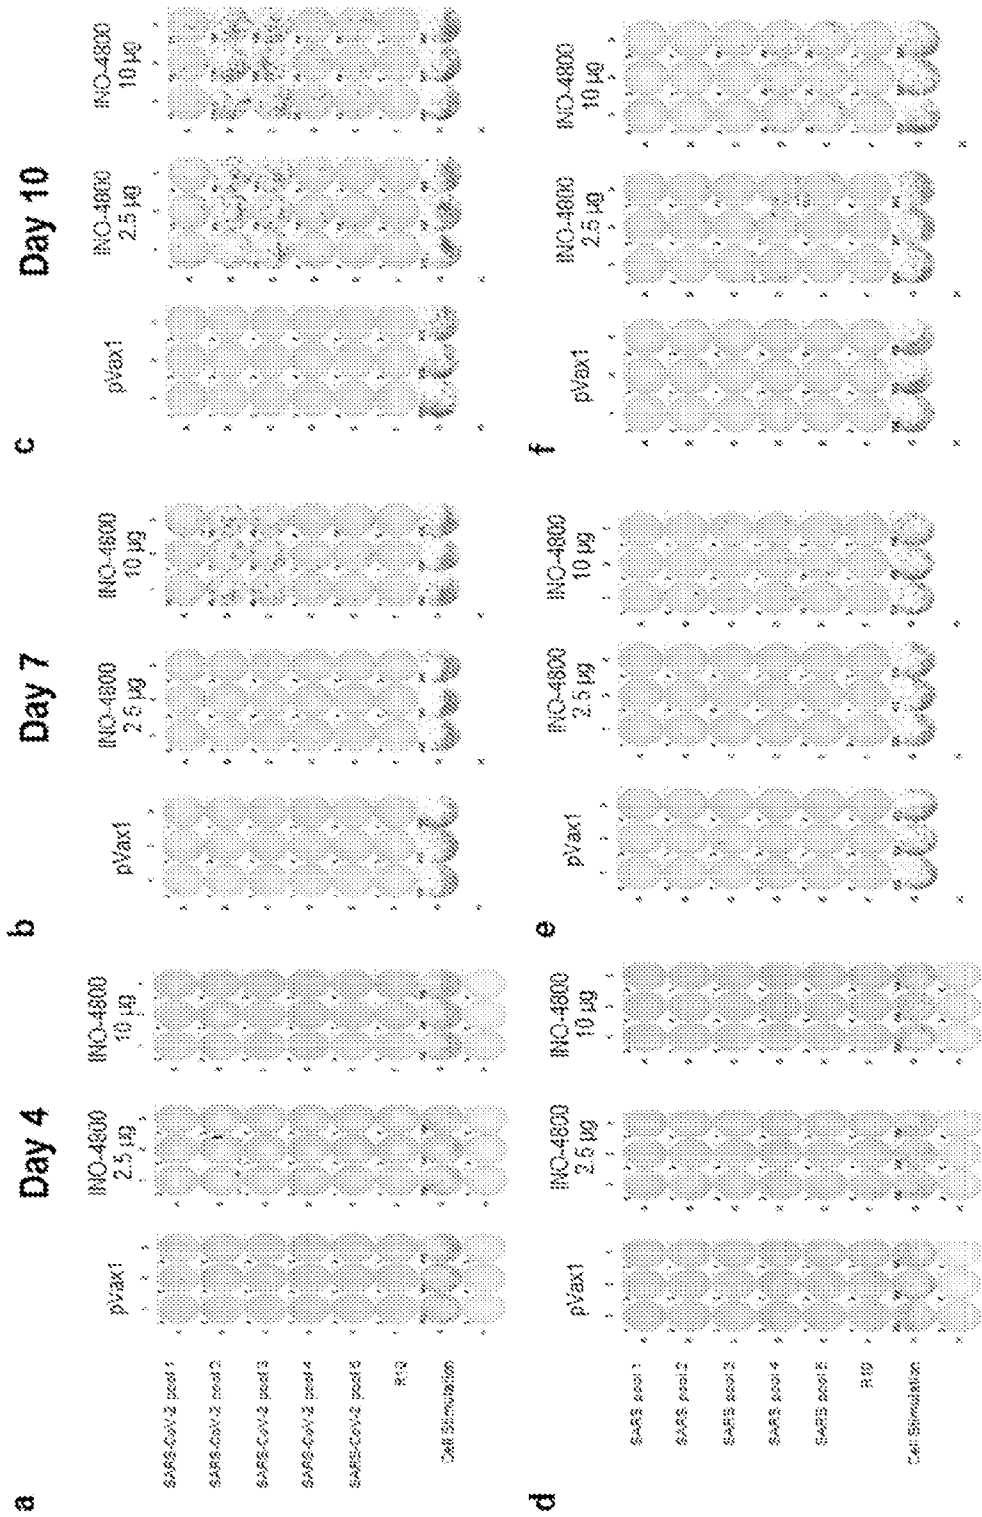 a
Day 4
pVax1
INO-4800
2.5 µg
INO-4800
10 µg
SARS-CoV-2 pool 1
SARS-CoV-2 pool 2
SARS-CoV-2 pool 3
SARS-CoV-2 pool 4
SARS-CoV-2 pool 5
R10
Cell Stimulation
b
Day 7
pVax1
INO-4800
2.5 µg
INO-4800
10 µg
c
Day 10
pVax1
INO-4800
2.5 µg
INO-4800
10 µg
d
pVax1
INO-4800
2.5 µg
INO-4800
10 µg
SARS pool 1
SARS pool 2
SARS pool 3
SARS pool 4
SARS pool 5
R10
Cell Stimulation
e
pVax1
INO-4800
2.5 µg
INO-4800
10 µg
f
pVax1
INO-4800
2.5 µg
INO-4800
10 µg